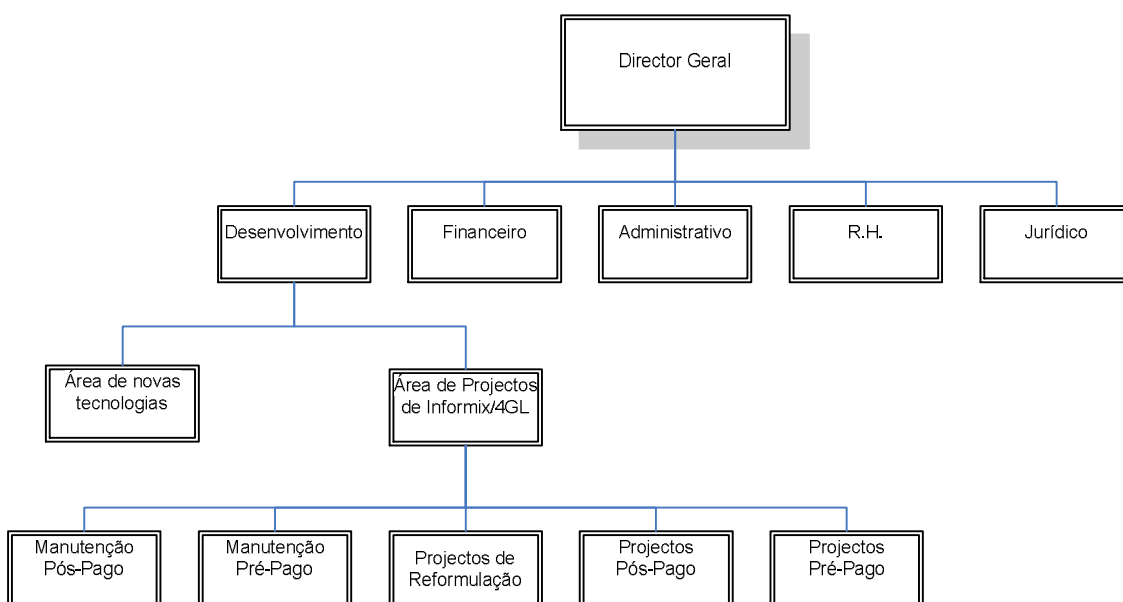 Director Geral
Desenvolvimento
Financeiro
Administrativo
R.H.
Jurídico
Área de novas
tecnologias
Área de Projectos
de Informix/4GL
Manutenção
Pós-Pago
Manutenção
Pré-Pago
Projectos de
Reformulação
Projectos
Pós-Pago
Projectos
Pré-Pago